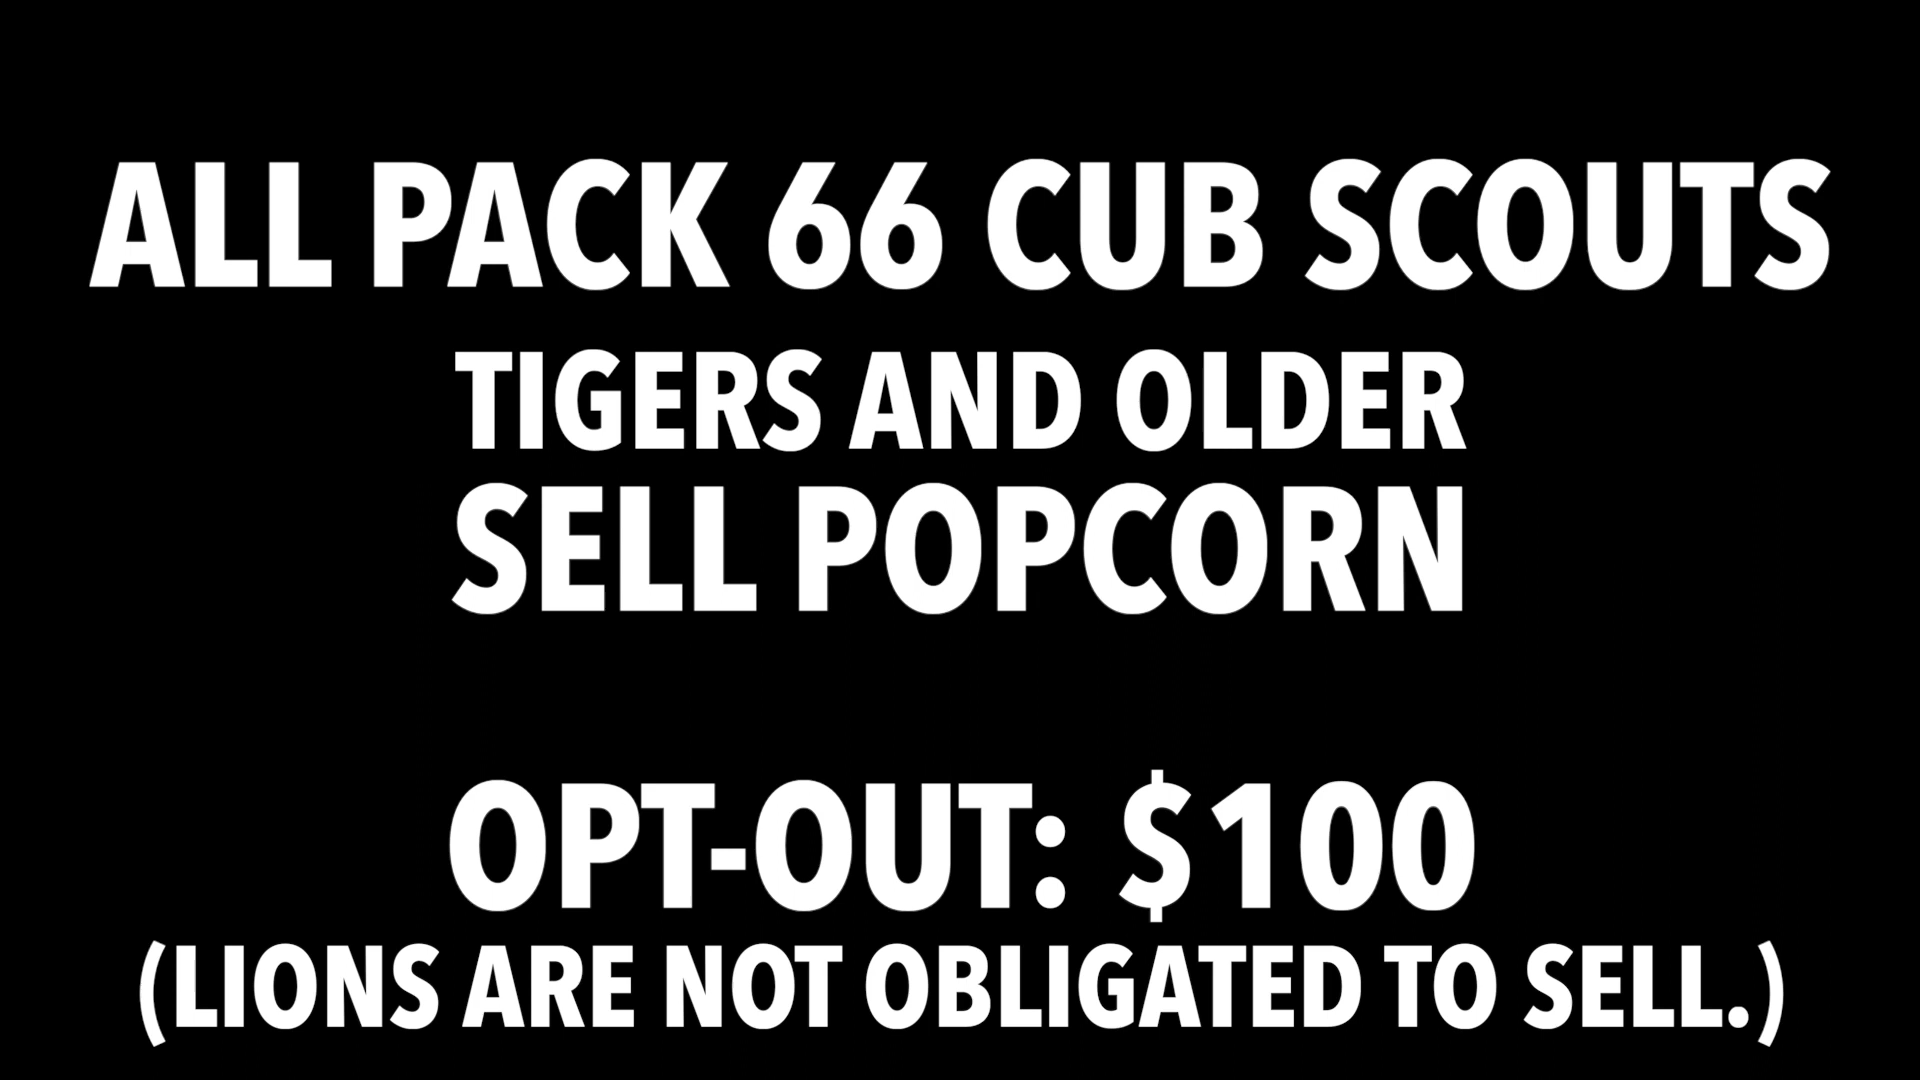 ALL PACK 66 CUB SCOUTS
TIGERS AND OLDER
SELL POPCORN
OPT-OUT: $100
(LIONS ARE NOT OBLIGATED TO SELL.)